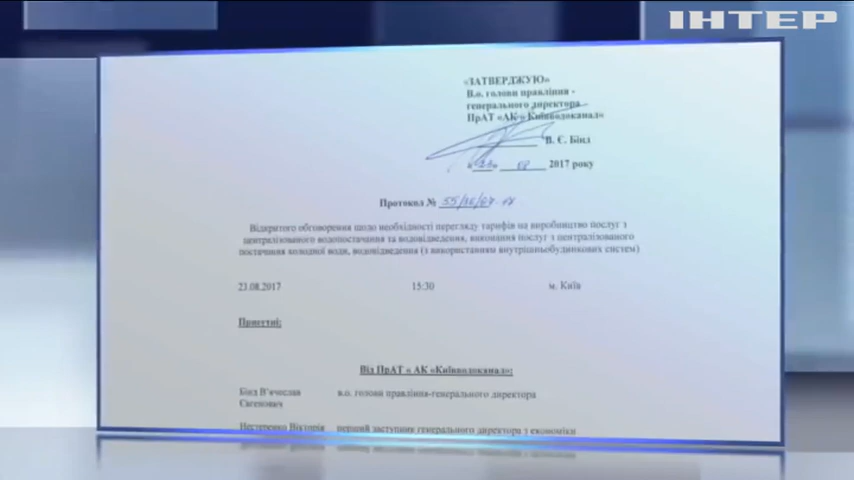 ІНТЕР
«ЗАТВЕРДЖУЮ»
В.о. голови правління -
генерального директора –
ПрАТ «АК « Київводоканал»
В. Є. Бінд
2017 року
Протокол №
Відкритого обговорення щодо необхідності перегляду тарифів на виробництво послуг з
централізованого водопостачання та водовідведення, виконання послуг з централізованого
постачання холодної води, водовідведення (з використанням внутрішньобудинкових систем)
23.08.2017 15:30 м. Київ
Присутні:
Від ПрАТ « АК «Київводоканал»:
Бінд В'ячеслав в.о. голови правління-генерального директора
Євгенович
Нестеренко Вікторія перший заступник генерального директора з економіки